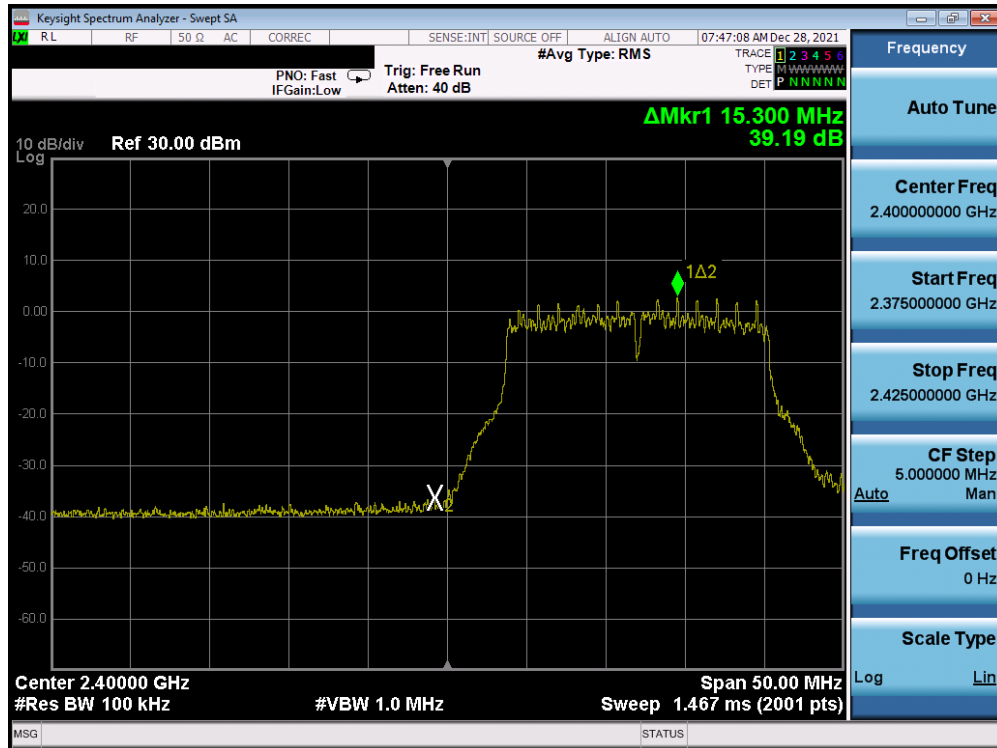 Keysight Spectrum Analyzer - Swept SA
LXI RL RF 50 Ω AC CORREC SENSE:INT SOURCE OFF ALIGN AUTO 07:47:08 AM Dec 28, 2021
#Avg Type: RMS
TRACE 1 2 3 4 5 6
TYPE M W W W W W
DET P N N N N N
PNO: Fast
IFGain:Low
Trig: Free Run
Atten: 40 dB
ΔMkr1 15.300 MHz
39.19 dB
10 dB/div
Log
Ref 30.00 dBm
20.0
10.0
0.00
-10.0
-20.0
-30.0
-40.0
-50.0
-60.0
1Δ2
X
2
Center 2.40000 GHz
Span 50.00 MHz
#Res BW 100 kHz
#VBW 1.0 MHz
Sweep 1.467 ms (2001 pts)
MSG
STATUS
Frequency
Auto Tune
Center Freq
2.400000000 GHz
Start Freq
2.375000000 GHz
Stop Freq
2.425000000 GHz
CF Step
5.000000 MHz
Auto Man
Freq Offset
0 Hz
Scale Type
Log Lin